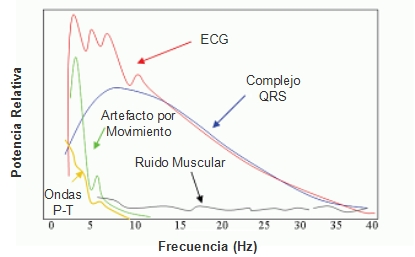 ECG
Complejo
QRS
Artefacto por
Movimiento
Ruido Muscular
Ondas
P-T
Potencia Relativa
0 5 10 15 20 25 30 35 40
Frecuencia (Hz)